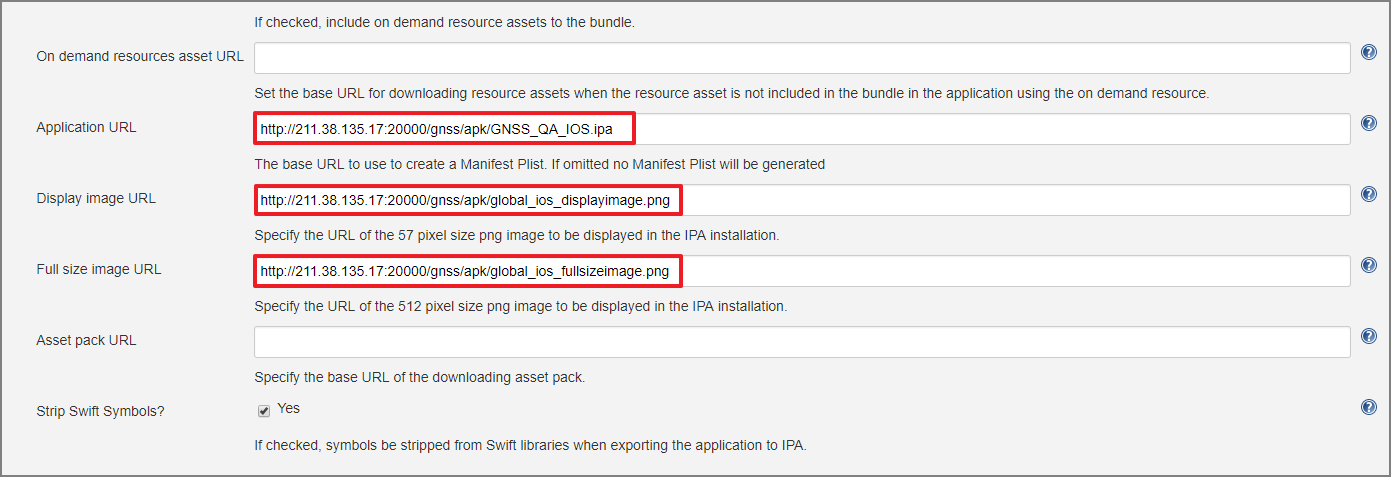 If checked, include on demand resource assets to the bundle.
On demand resources asset URL
Set the base URL for downloading resource assets when the resource asset is not included in the bundle in the application using the on demand resource.
Application URL http://211.38.135.17:20000/gnss/apk/GNSS_QA_IOS.ipa
The base URL to use to create a Manifest Plist. If omitted no Manifest Plist will be generated
Display image URL http://211.38.135.17:20000/gnss/apk/global_ios_displayimage.png
Specify the URL of the 57 pixel size png image to be displayed in the IPA installation.
Full size image URL http://211.38.135.17:20000/gnss/apk/global_ios_fullsizeimage.png
Specify the URL of the 512 pixel size png image to be displayed in the IPA installation.
Asset pack URL
Specify the base URL of the downloading asset pack.
Strip Swift Symbols? Yes
If checked, symbols be stripped from Swift libraries when exporting the application to IPA.